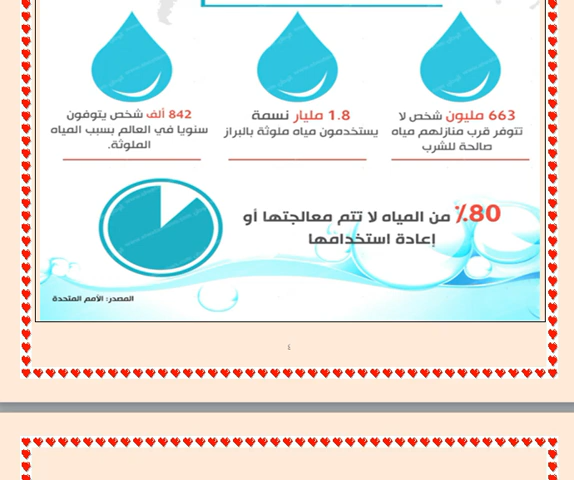 663 مليون شخص لا
تتوفر قرب منازلهم مياه
صالحة للشرب
1.8 مليار نسمة
يستخدمون مياه ملوثة بالبراز
842 ألف شخص يتوفون
سنويا في العالم بسبب المياه
الملوثة.
80٪ من المياه لا تتم معالجتها أو
إعادة استخدامها
المصدر: الأمم المتحدة
٤